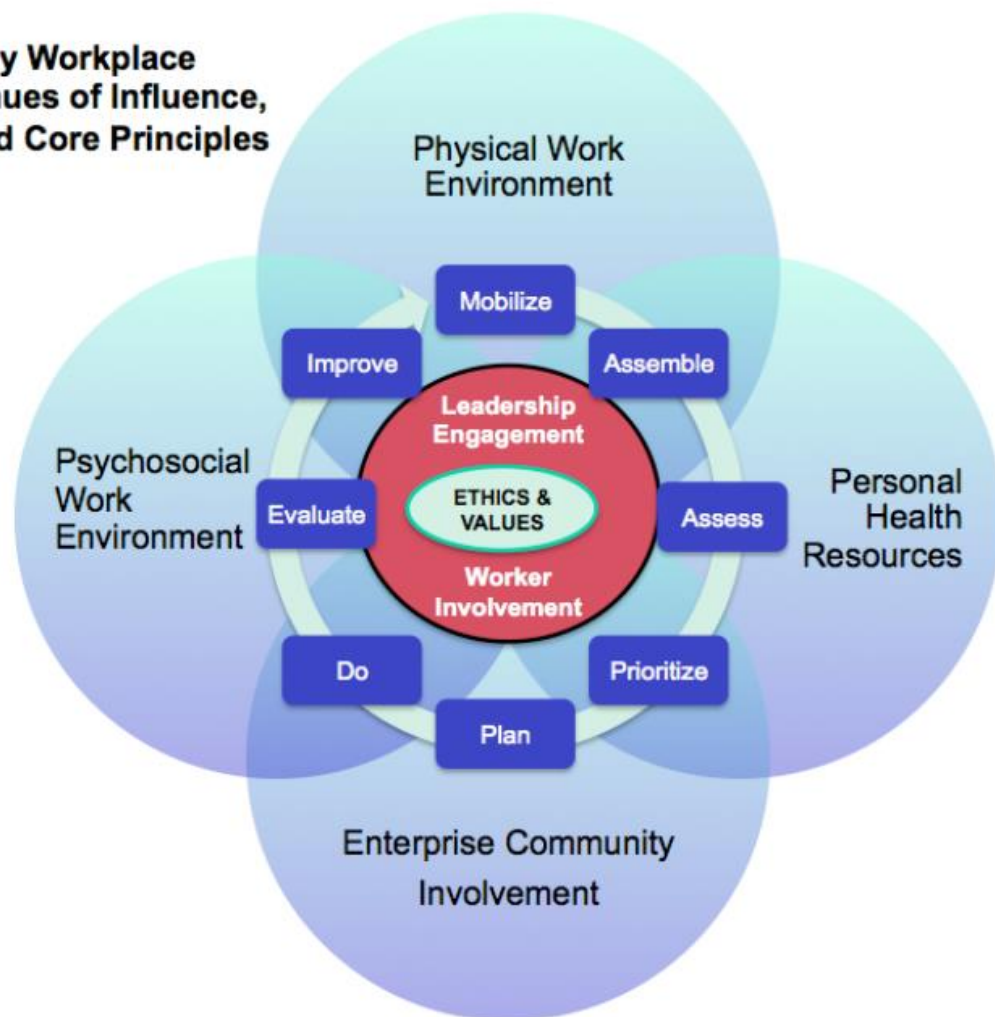 y Workplace
nues of Influence,
d Core Principles
Physical Work
Environment
Mobilize
Improve
Assemble
Leadership
Engagement
Psychosocial
Work
Environment
Evaluate
ETHICS &
VALUES
Assess
Personal
Health
Resources
Worker
Involvement
Do
Prioritize
Plan
Enterprise Community
Involvement